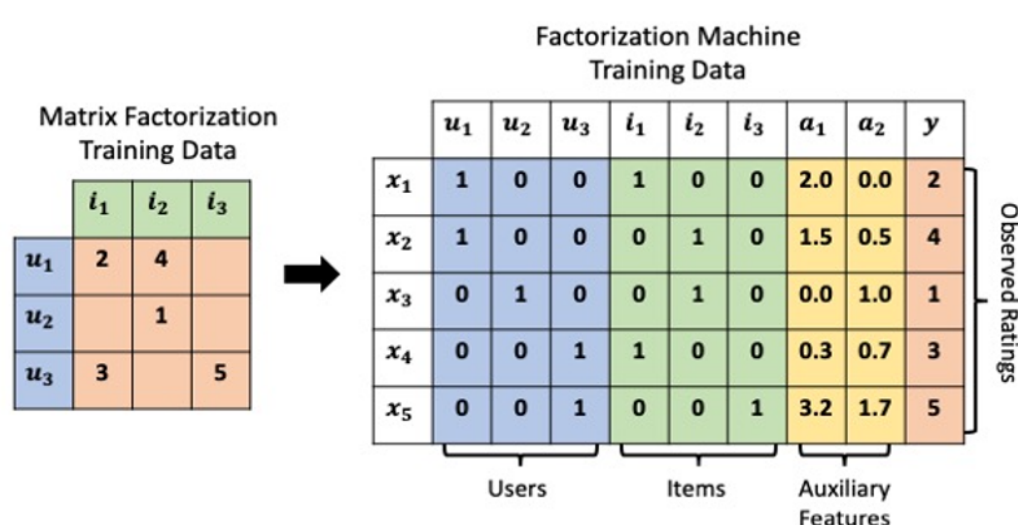 Factorization Machine
Training Data
Matrix Factorization
Training Data
i₁ i₂ i₃
u₁ 2 4
u₂ 1
u₃ 3 5
u₁ u₂ u₃ i₁ i₂ i₃ a₁ a₂ y
x₁ 1 0 0 1 0 0 2.0 0.0 2
x₂ 1 0 0 0 1 0 1.5 0.5 4
x₃ 0 1 0 0 1 0 0.0 1.0 1
x₄ 0 0 1 1 0 0 0.3 0.7 3
x₅ 0 0 1 0 0 1 3.2 1.7 5
Observed Ratings
Users
Items
Auxiliary
Features